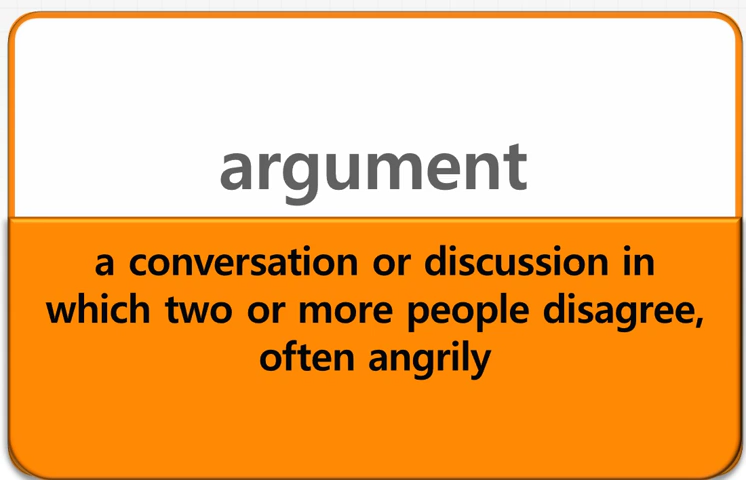 argument
a conversation or discussion in
which two or more people disagree,
often angrily